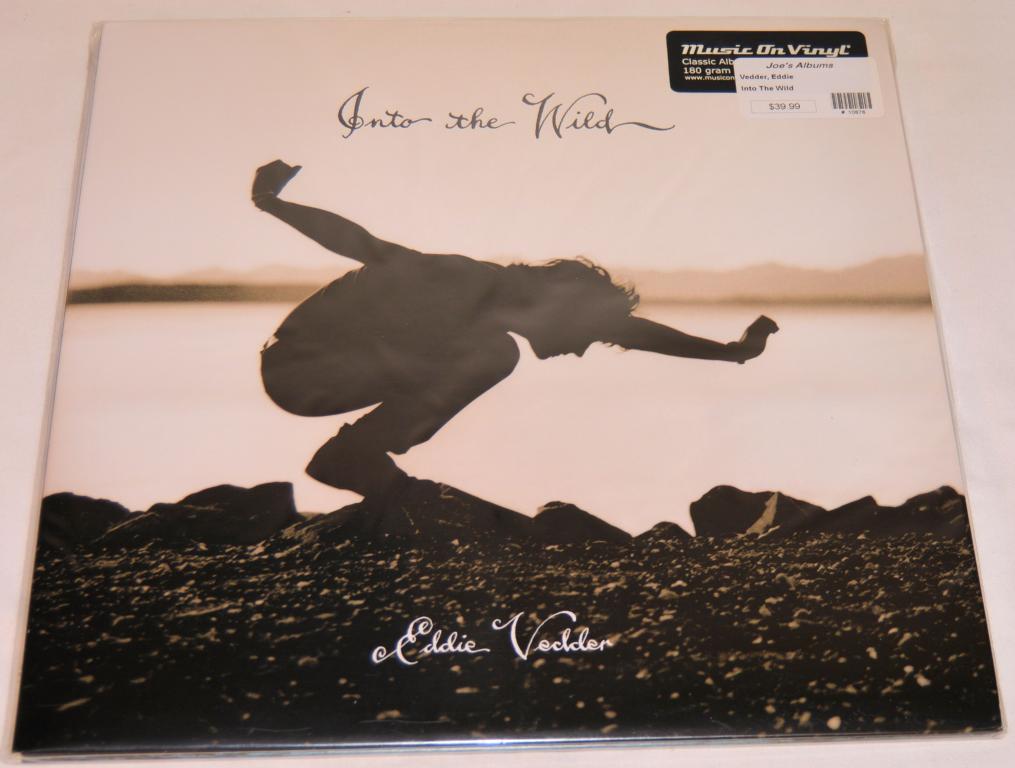 Music On Vinyl
Classic Alb
180 gram
www.musicon
Joe's Albums
Vedder, Eddie
Into The Wild
$39.99
# 10876
Into the Wild
Eddie Vedder